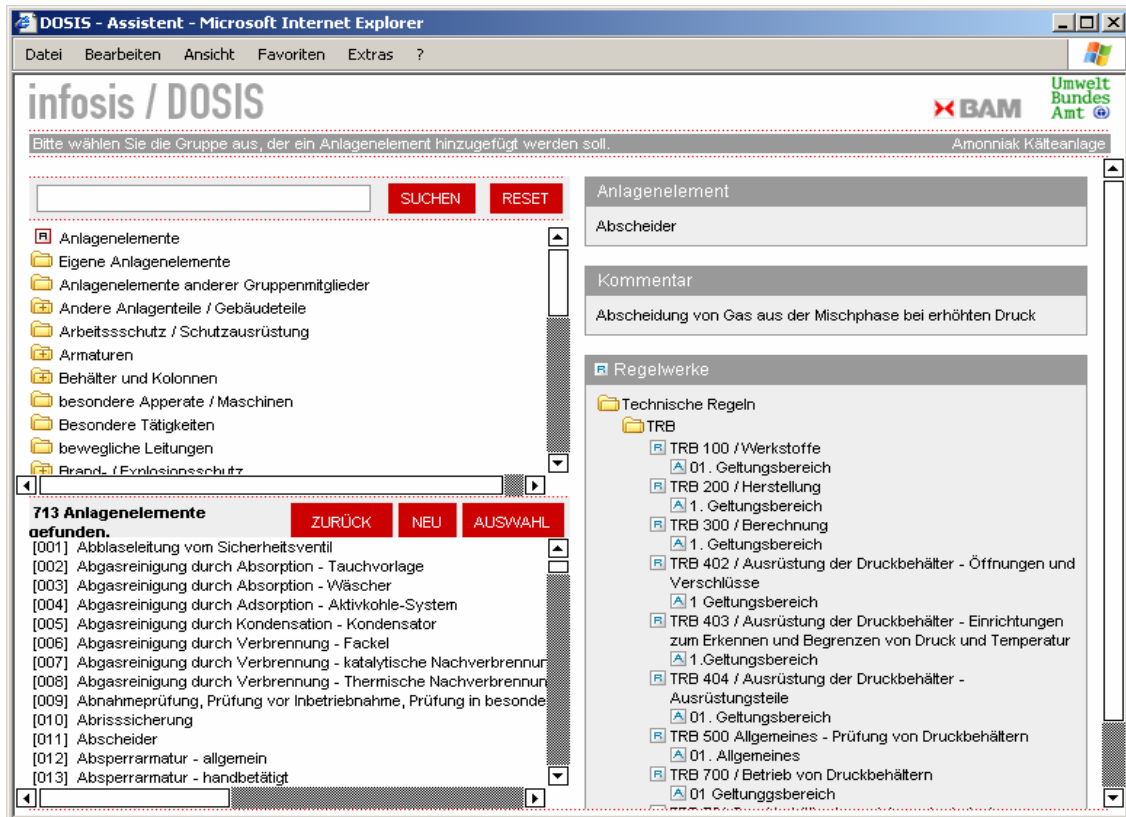 DOSIS - Assistent - Microsoft Internet Explorer
Datei Bearbeiten Ansicht Favoriten Extras ?
infosis / DOSIS
BAM
Umwelt
Bundes
Amt
Bitte wählen Sie die Gruppe aus, der ein Anlagenelement hinzugefügt werden soll.
Amonniak Kälteanlage
SUCHEN RESET
Anlagenelemente
Eigene Anlagenelemente
Anlagenelemente anderer Gruppenmitglieder
Andere Anlagenteile / Gebäudeteile
Arbeitssschutz / Schutzausrüstung
Armaturen
Behälter und Kolonnen
besondere Apperate / Maschinen
Besondere Tätigkeiten
bewegliche Leitungen
Brand- / Explosionsschutz
713 Anlagenelemente
gefunden.
ZURÜCK NEU AUSWAHL
[001] Abblaseleitung vom Sicherheitsventil
[002] Abgasreinigung durch Absorption - Tauchvorlage
[003] Abgasreinigung durch Absorption - Wäscher
[004] Abgasreinigung durch Adsorption - Aktivkohle-System
[005] Abgasreinigung durch Kondensation - Kondensator
[006] Abgasreinigung durch Verbrennung - Fackel
[007] Abgasreinigung durch Verbrennung - katalytische Nachverbrennun
[008] Abgasreinigung durch Verbrennung - Thermische Nachverbrennun
[009] Abnahmeprüfung, Prüfung vor Inbetriebnahme, Prüfung in besonde
[010] Abrisssicherung
[011] Abscheider
[012] Absperrarmatur - allgemein
[013] Absperrarmatur - handbetätigt
Anlagenelement
Abscheider
Kommentar
Abscheidung von Gas aus der Mischphase bei erhöhten Druck
R Regelwerke
Technische Regeln
TRB
R TRB 100 / Werkstoffe
A 01. Geltungsbereich
R TRB 200 / Herstellung
A 1. Geltungsbereich
R TRB 300 / Berechnung
A 1. Geltungsbereich
R TRB 402 / Ausrüstung der Druckbehälter - Öffnungen und
Verschlüsse
A 1 Geltungsbereich
R TRB 403 / Ausrüstung der Druckbehälter - Einrichtungen
zum Erkennen und Begrenzen von Druck und Temperatur
A 1.Geltungsbereich
R TRB 404 / Ausrüstung der Druckbehälter -
Ausrüstungsteile
A 01. Geltungsbereich
R TRB 500 Allgemeines - Prüfung von Druckbehältern
A 01. Allgemeines
R TRB 700 / Betrieb von Druckbehältern
A 01 Geltunggsbereich